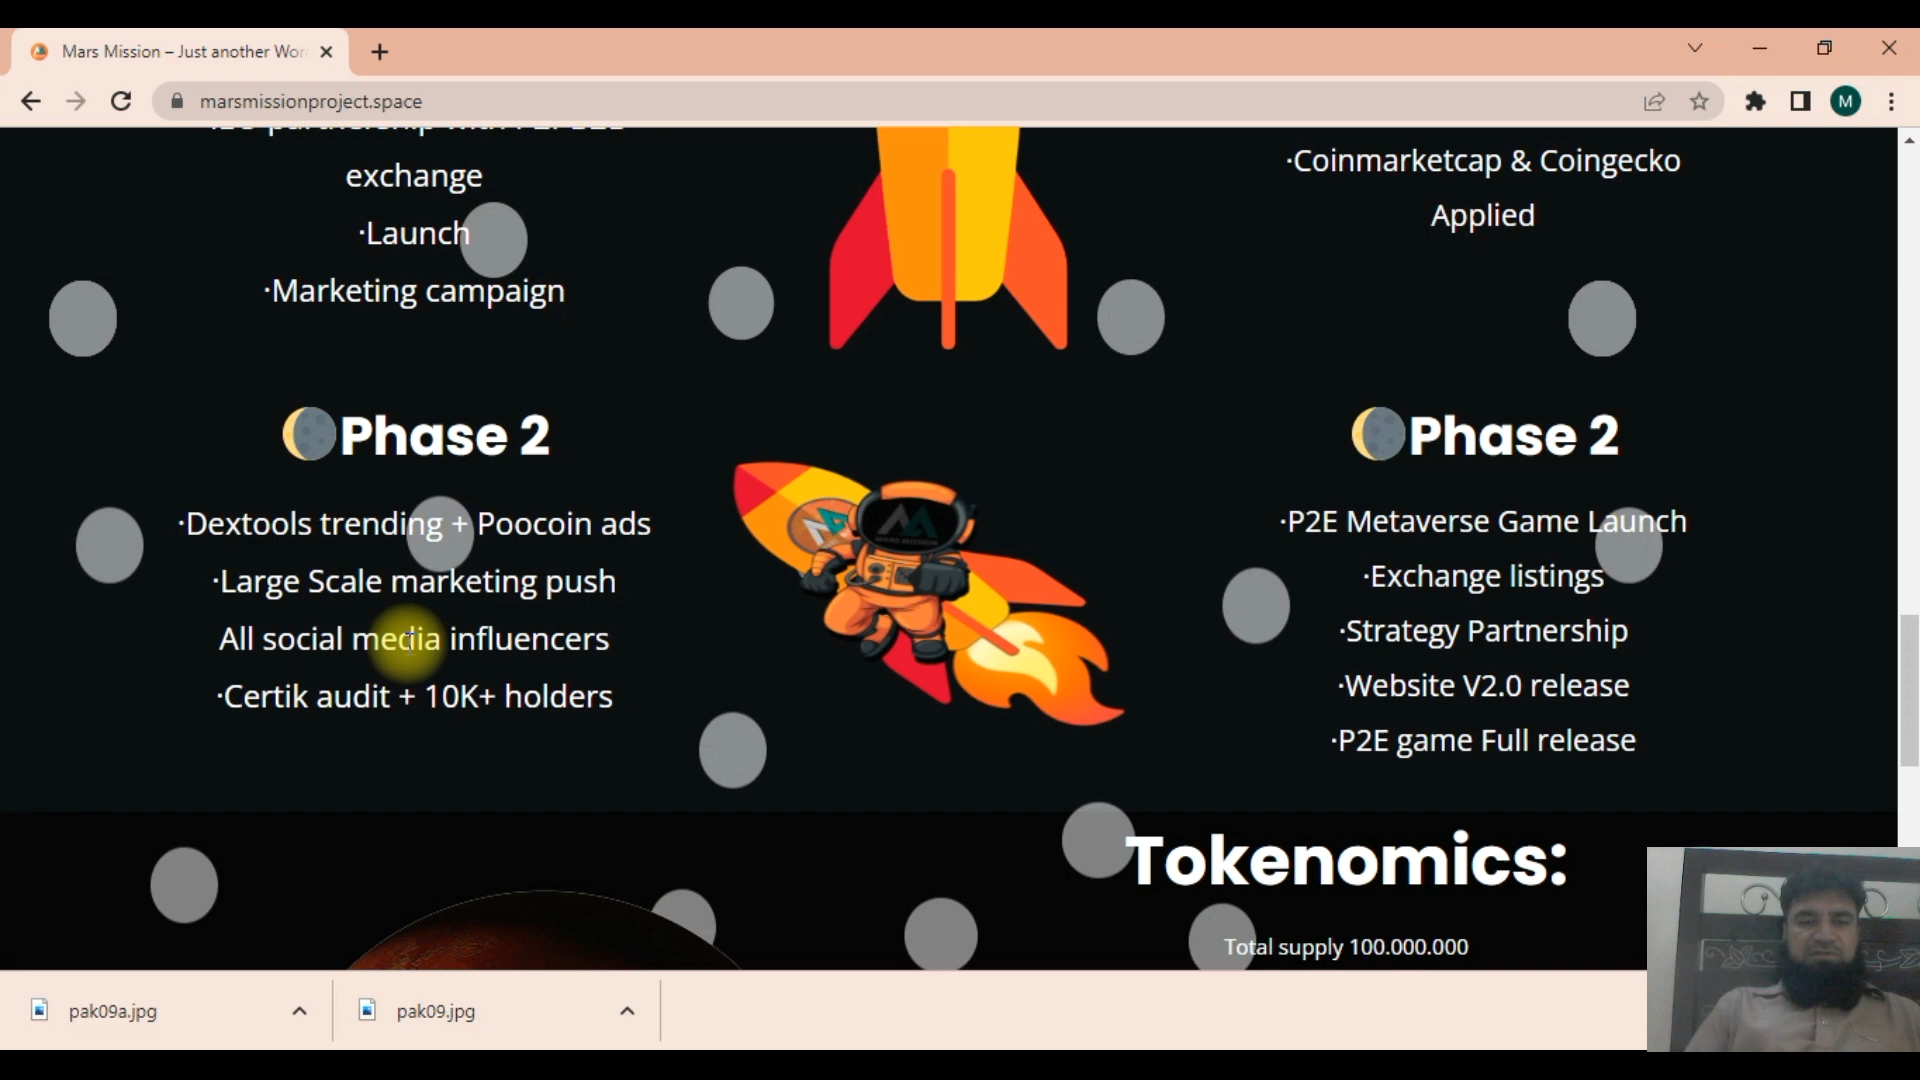 Mars Mission – Just another Wor
marsmissionproject.space
M
exchange
·Launch
·Marketing campaign
·Coinmarketcap & Coingecko
Applied
Phase 2
·Dextools trending + Poocoin ads
·Large Scale marketing push
All social media influencers
·Certik audit + 10K+ holders
MARS MISSION
Phase 2
·P2E Metaverse Game Launch
·Exchange listings
·Strategy Partnership
·Website V2.0 release
·P2E game Full release
Tokenomics:
Total supply 100.000.000
pak09a.jpg
pak09.jpg